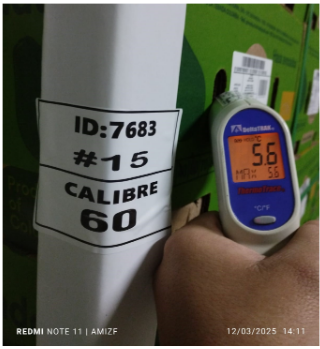 ID:7683
#15
CALIBRE
60
5.6
MAX 5.6
°C/°F
REDMI NOTE 11 | AMIZF
12/03/2025 14:11